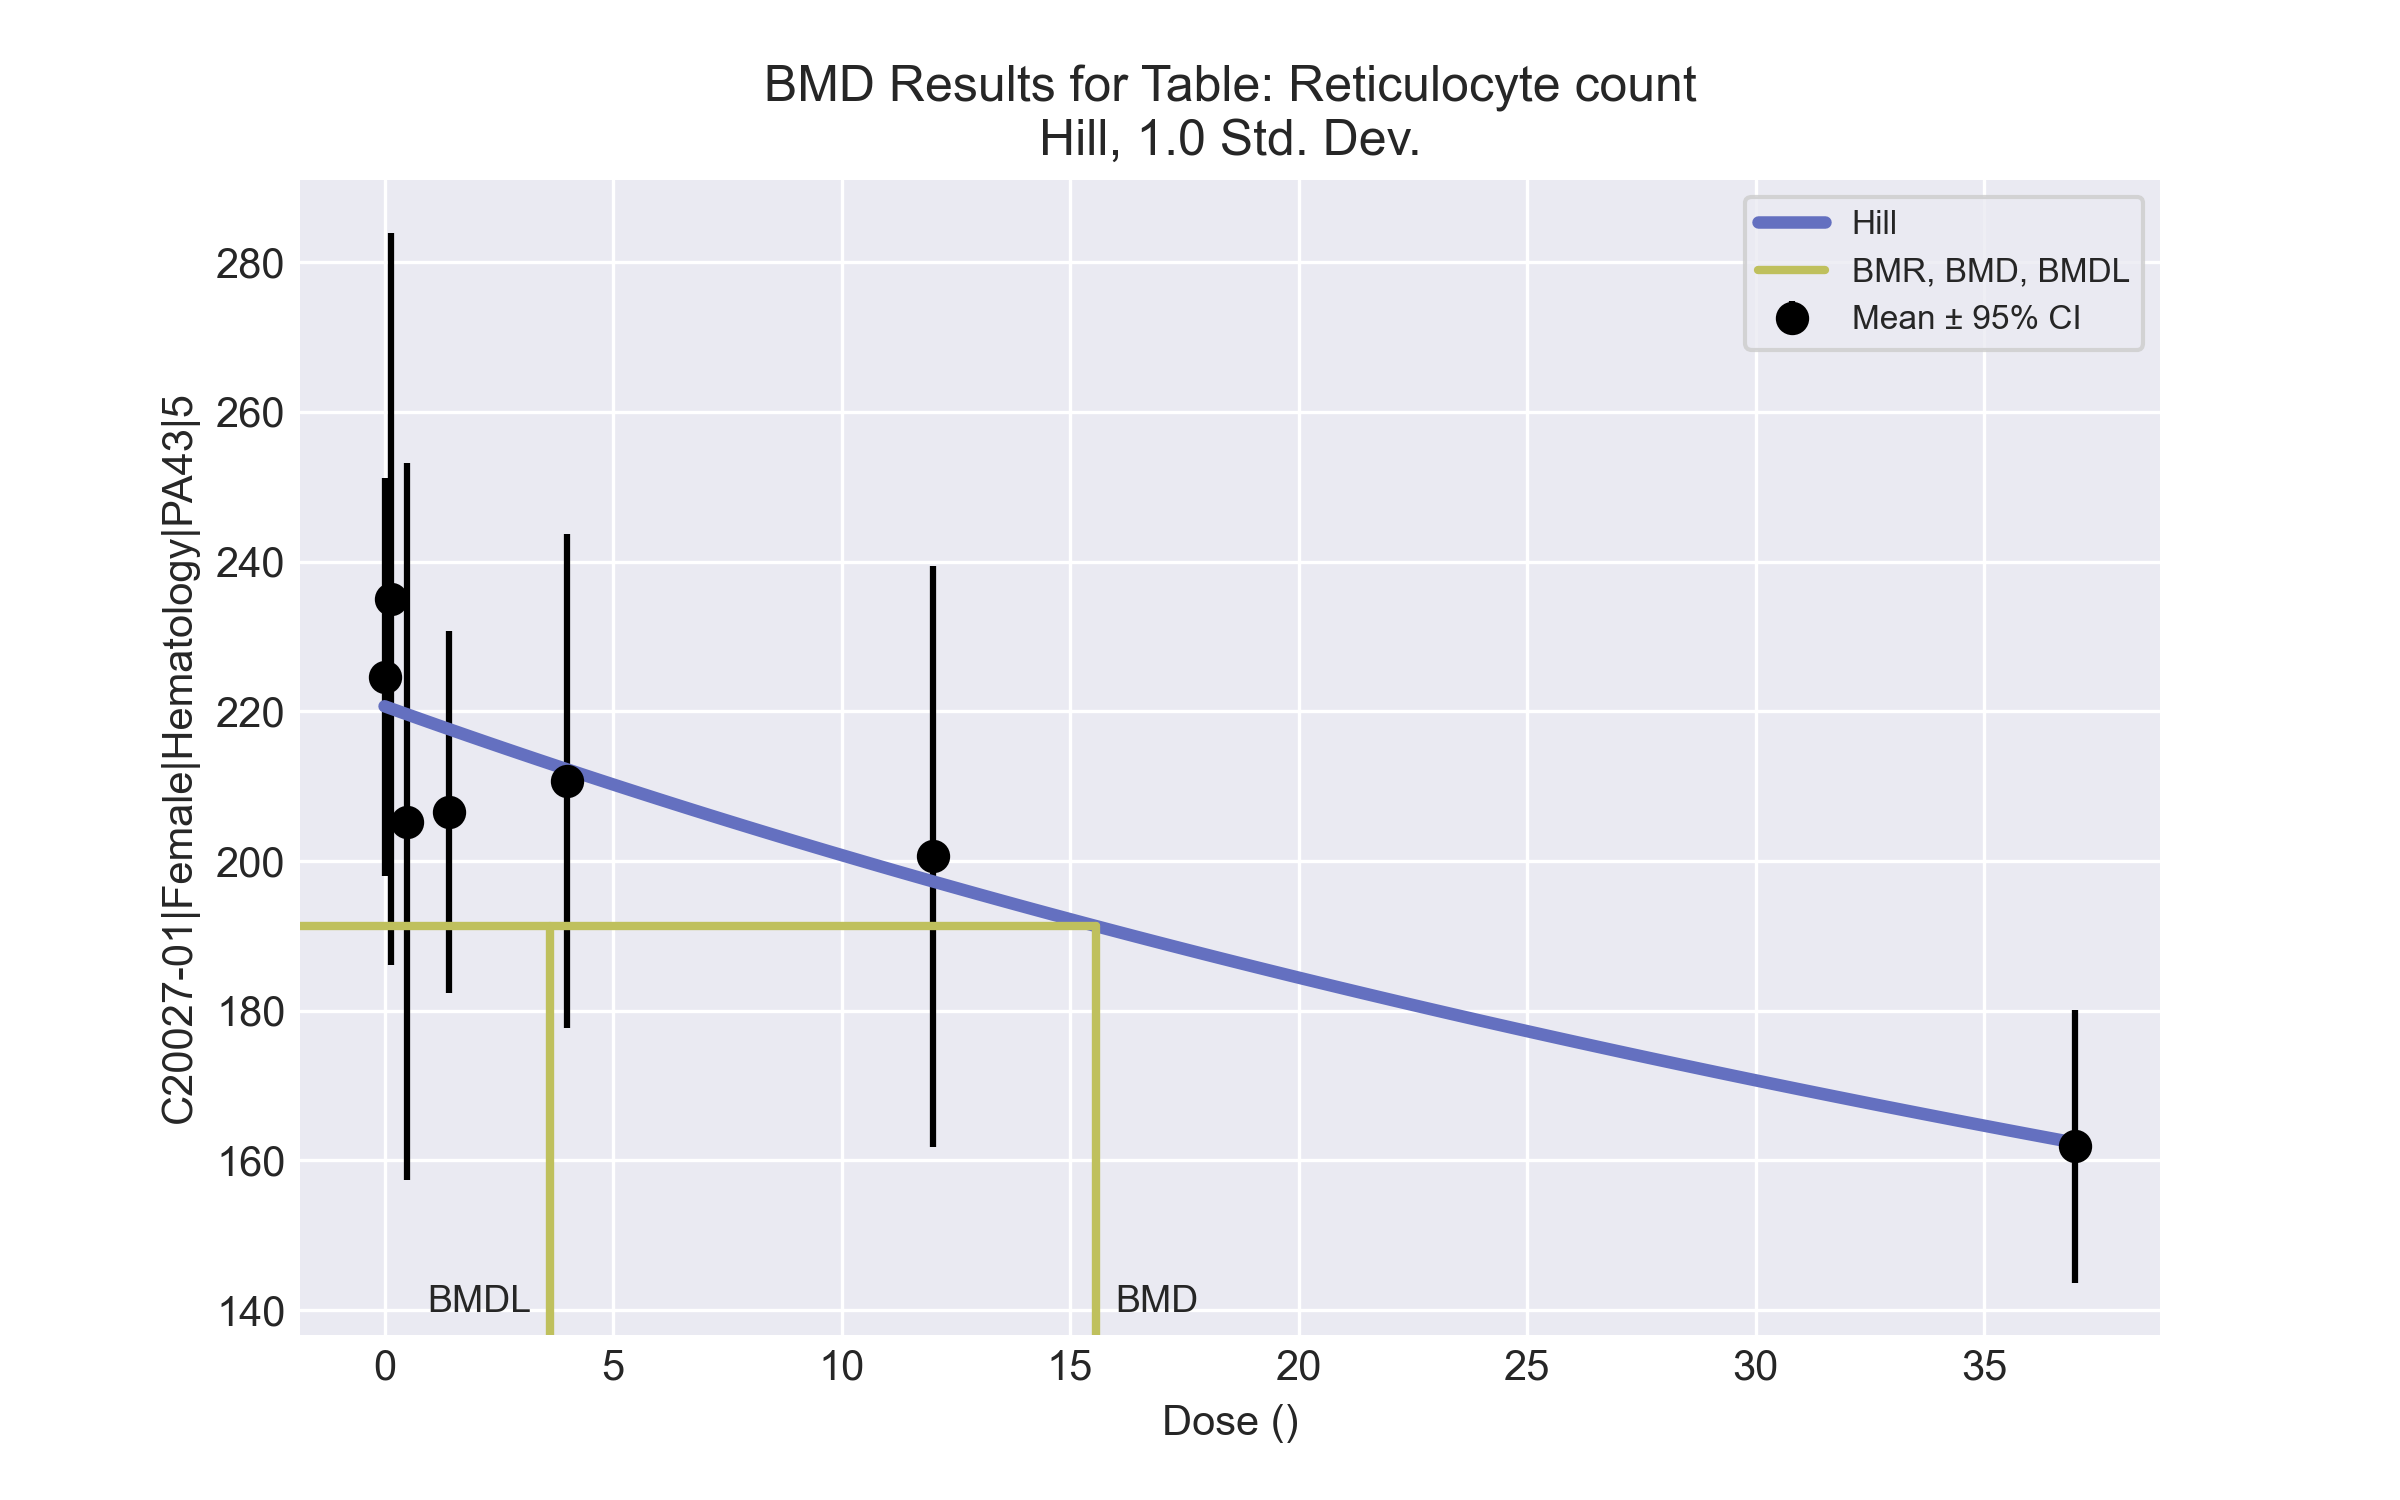 BMD Results for Table: Reticulocyte count
Hill, 1.0 Std. Dev.
Hill
BMR, BMD, BMDL
Mean ± 95% CI
C20027-01|Female|Hematology|PA43|5
280
260
240
220
200
180
160
140
BMDL
BMD
0 5 10 15 20 25 30 35
Dose ()